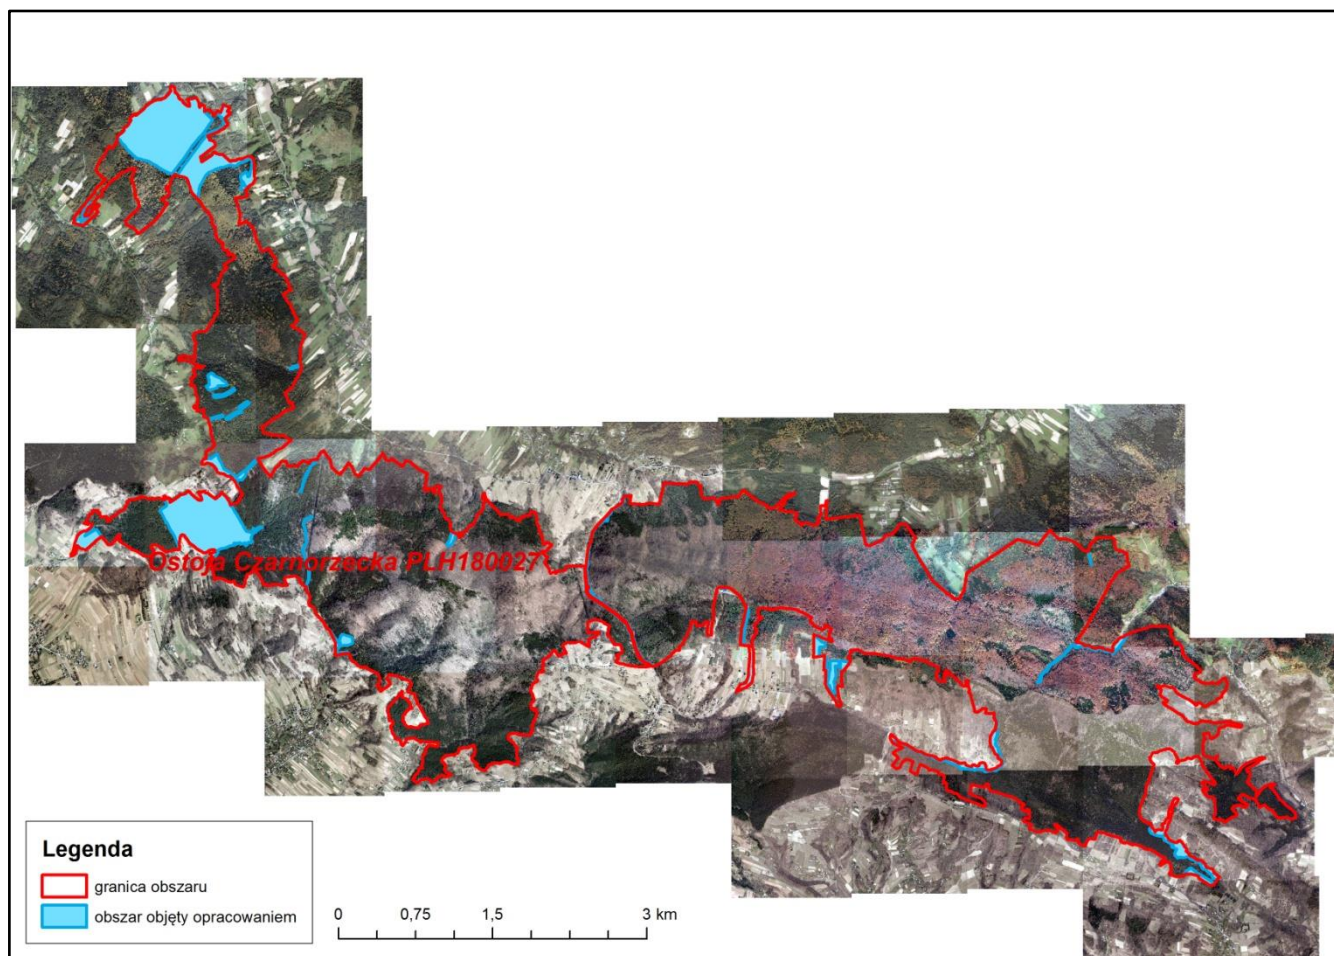 Ostoja Czarnorzecka PLH180027
Legenda
granica obszaru
obszar objęty opracowaniem
0 0,75 1,5 3 km